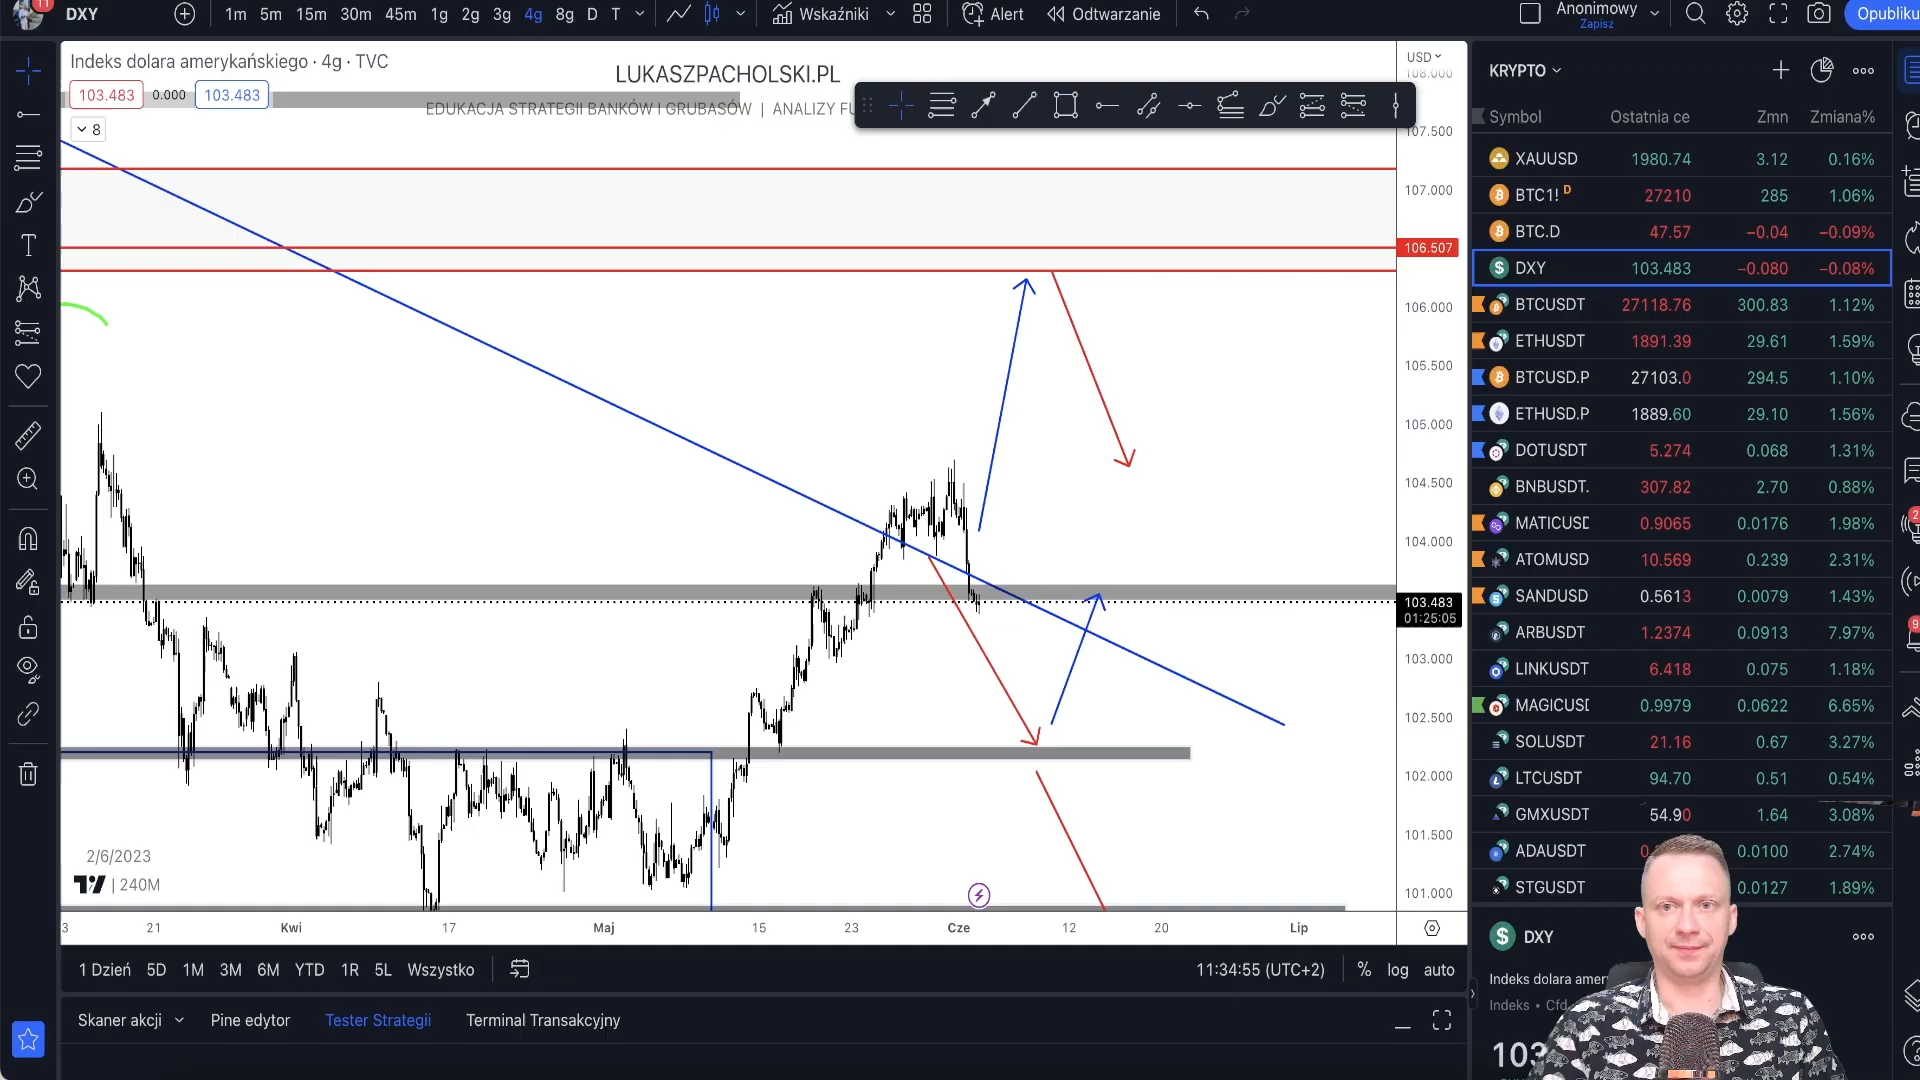 11
DXY
1m 5m 15m 30m 45m 1g 2g 3g 4g 8g D T
Wskaźniki
Alert
Odtwarzanie
Anonimowy
Zapisz
Opubliku
Indeks dolara amerykańskiego · 4g · TVC
103.483 0.000 103.483
8
LUKASZPACHOLSKI.PL
EDUKACJA STRATEGII BANKÓW I GRUBASÓW | ANALIZY FU
USD
108.000
107.500
107.000
106.507
106.000
105.500
105.000
104.500
104.000
103.483
01:25:05
103.000
102.500
102.000
101.500
101.000
2/6/2023
240M
3 21 Kwi 17 Maj 15 23 Cze 12 20 Lip
1 Dzień 5D 1M 3M 6M YTD 1R 5L Wszystko
11:34:55 (UTC+2) % log auto
Skaner akcji Pine edytor Tester Strategii Terminal Transakcyjny
KRYPTO
Symbol Ostatnia ce Zmn Zmiana%
XAUUSD 1980.74 3.12 0.16%
BTC1! D 27210 285 1.06%
BTC.D 47.57 −0.04 −0.09%
DXY 103.483 −0.080 −0.08%
BTCUSDT 27118.76 300.83 1.12%
ETHUSDT 1891.39 29.61 1.59%
BTCUSD.P 27103.0 294.5 1.10%
ETHUSD.P 1889.60 29.10 1.56%
DOTUSDT 5.274 0.068 1.31%
BNBUSDT. 307.82 2.70 0.88%
MATICUSD 0.9065 0.0176 1.98%
ATOMUSD 10.569 0.239 2.31%
SANDUSD 0.5613 0.0079 1.43%
ARBUSDT 1.2374 0.0913 7.97%
LINKUSDT 6.418 0.075 1.18%
MAGICUSD 0.9979 0.0622 6.65%
SOLUSDT 21.16 0.67 3.27%
LTCUSDT 94.70 0.51 0.54%
GMXUSDT 54.90 1.64 3.08%
ADAUSDT 0. 0.0100 2.74%
STGUSDT 0.0127 1.89%
DXY
Indeks dolara amer
Indeks • Cfd
103
2
9